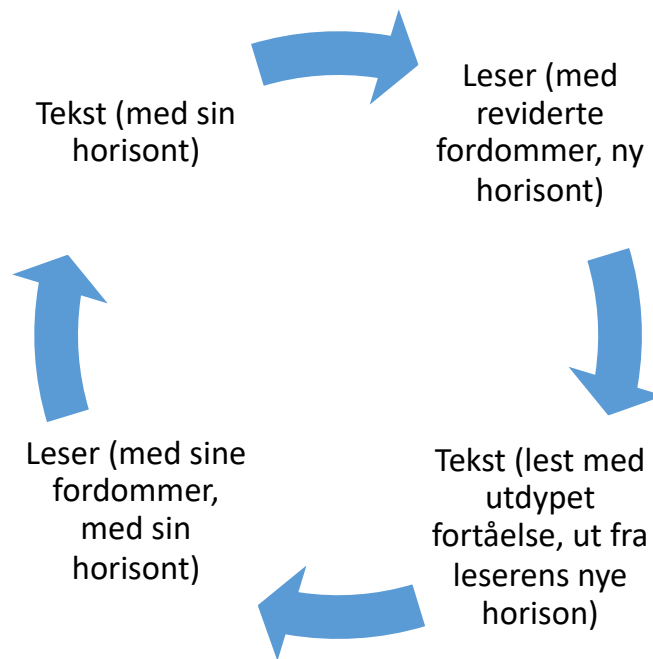 Tekst (med sin
horisont)
Leser (med
reviderte
fordommer, ny
horisont)
Tekst (lest med
utdypet
fortåelse, ut fra
leserens nye
horison)
Leser (med sine
fordommer,
med sin
horisont)